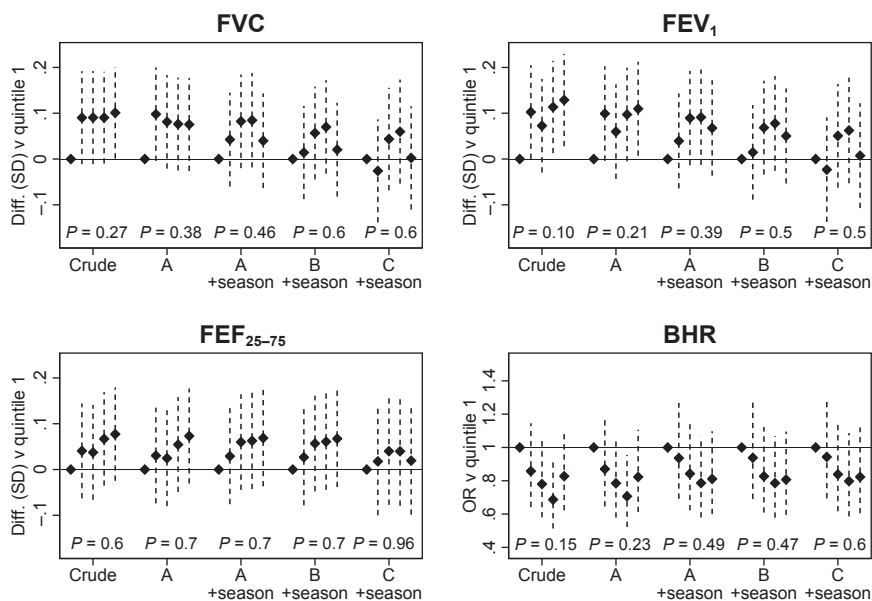 FVC
Diff. (SD) v quintile 1
.2
.1
0
−.1
P = 0.27 P = 0.38 P = 0.46 P = 0.6 P = 0.6
Crude A A B C
+season +season +season
FEV1
Diff. (SD) v quintile 1
.2
.1
0
−.1
P = 0.10 P = 0.21 P = 0.39 P = 0.5 P = 0.5
Crude A A B C
+season +season +season
FEF25–75
Diff. (SD) v quintile 1
.2
.1
0
−.1
P = 0.6 P = 0.7 P = 0.7 P = 0.7 P = 0.96
Crude A A B C
+season +season +season
BHR
OR v quintile 1
1.4
1.2
1
.8
.6
.4
P = 0.15 P = 0.23 P = 0.49 P = 0.47 P = 0.6
Crude A A B C
+season +season +season